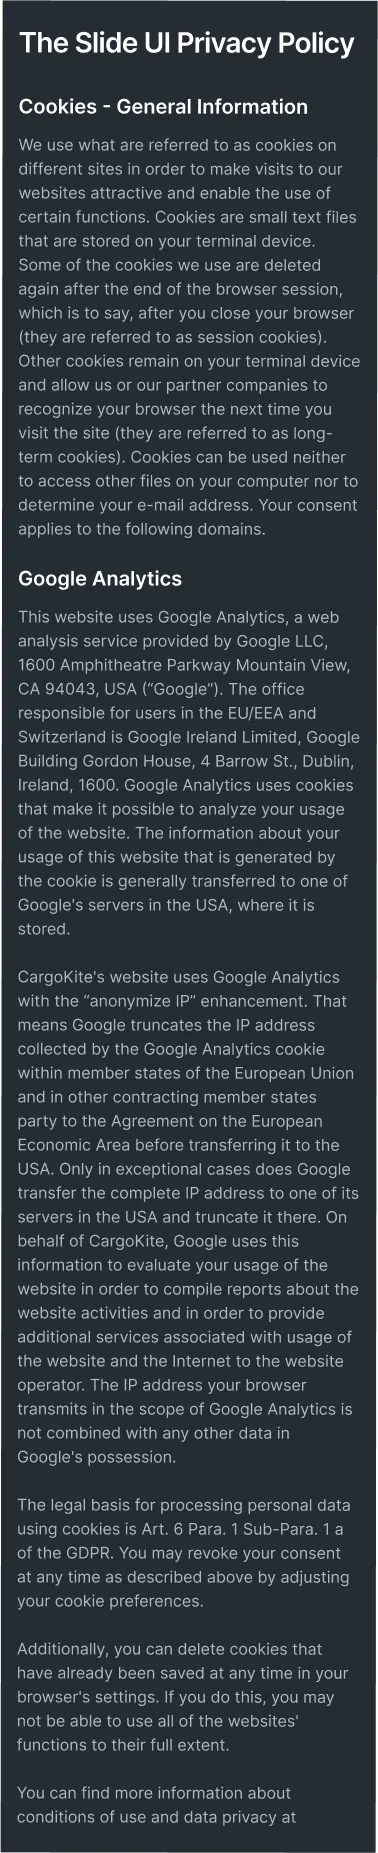 The Slide UI Privacy Policy
Cookies - General Information
We use what are referred to as cookies on
different sites in order to make visits to our
websites attractive and enable the use of
certain functions. Cookies are small text files
that are stored on your terminal device.
Some of the cookies we use are deleted
again after the end of the browser session,
which is to say, after you close your browser
(they are referred to as session cookies).
Other cookies remain on your terminal device
and allow us or our partner companies to
recognize your browser the next time you
visit the site (they are referred to as long-
term cookies). Cookies can be used neither
to access other files on your computer nor to
determine your e-mail address. Your consent
applies to the following domains.
Google Analytics
This website uses Google Analytics, a web
analysis service provided by Google LLC,
1600 Amphitheatre Parkway Mountain View,
CA 94043, USA (“Google”). The office
responsible for users in the EU/EEA and
Switzerland is Google Ireland Limited, Google
Building Gordon House, 4 Barrow St., Dublin,
Ireland, 1600. Google Analytics uses cookies
that make it possible to analyze your usage
of the website. The information about your
usage of this website that is generated by
the cookie is generally transferred to one of
Google's servers in the USA, where it is
stored.
CargoKite's website uses Google Analytics
with the “anonymize IP” enhancement. That
means Google truncates the IP address
collected by the Google Analytics cookie
within member states of the European Union
and in other contracting member states
party to the Agreement on the European
Economic Area before transferring it to the
USA. Only in exceptional cases does Google
transfer the complete IP address to one of its
servers in the USA and truncate it there. On
behalf of CargoKite, Google uses this
information to evaluate your usage of the
website in order to compile reports about the
website activities and in order to provide
additional services associated with usage of
the website and the Internet to the website
operator. The IP address your browser
transmits in the scope of Google Analytics is
not combined with any other data in
Google's possession.
The legal basis for processing personal data
using cookies is Art. 6 Para. 1 Sub-Para. 1 a
of the GDPR. You may revoke your consent
at any time as described above by adjusting
your cookie preferences.
Additionally, you can delete cookies that
have already been saved at any time in your
browser's settings. If you do this, you may
not be able to use all of the websites'
functions to their full extent.
You can find more information about
conditions of use and data privacy at